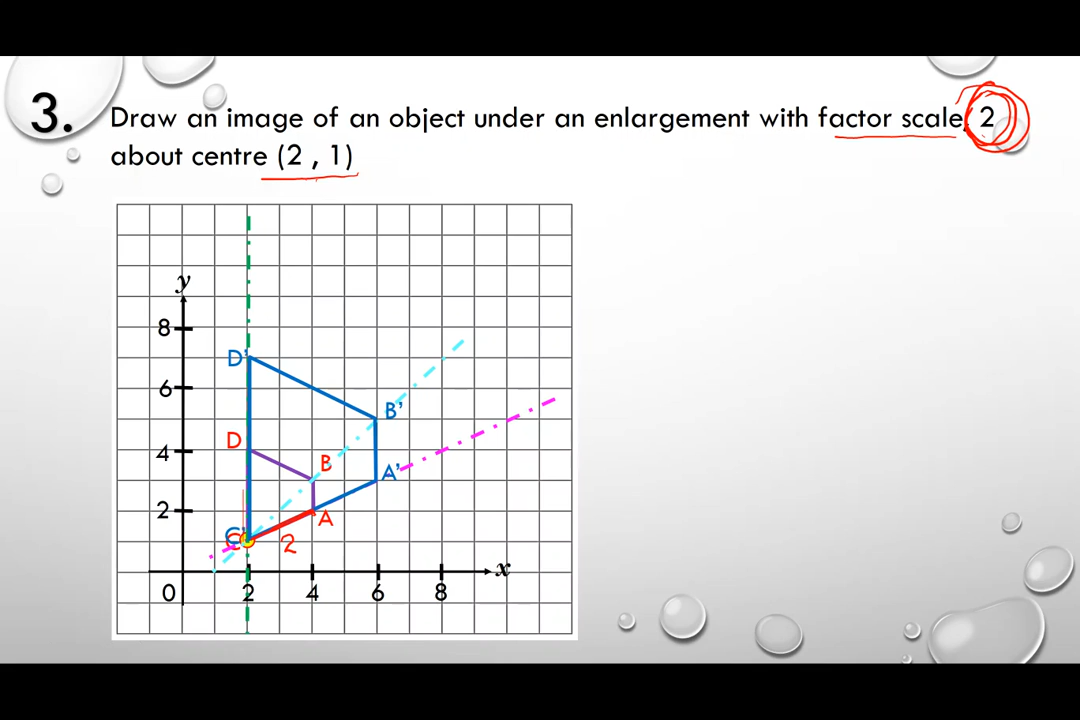 3.
Draw an image of an object under an enlargement with factor scale, 2
about centre (2 , 1)
y
8
D'
6
B'
D
4
B
A'
2
A
C'
C
2
x
0 2 4 6 8